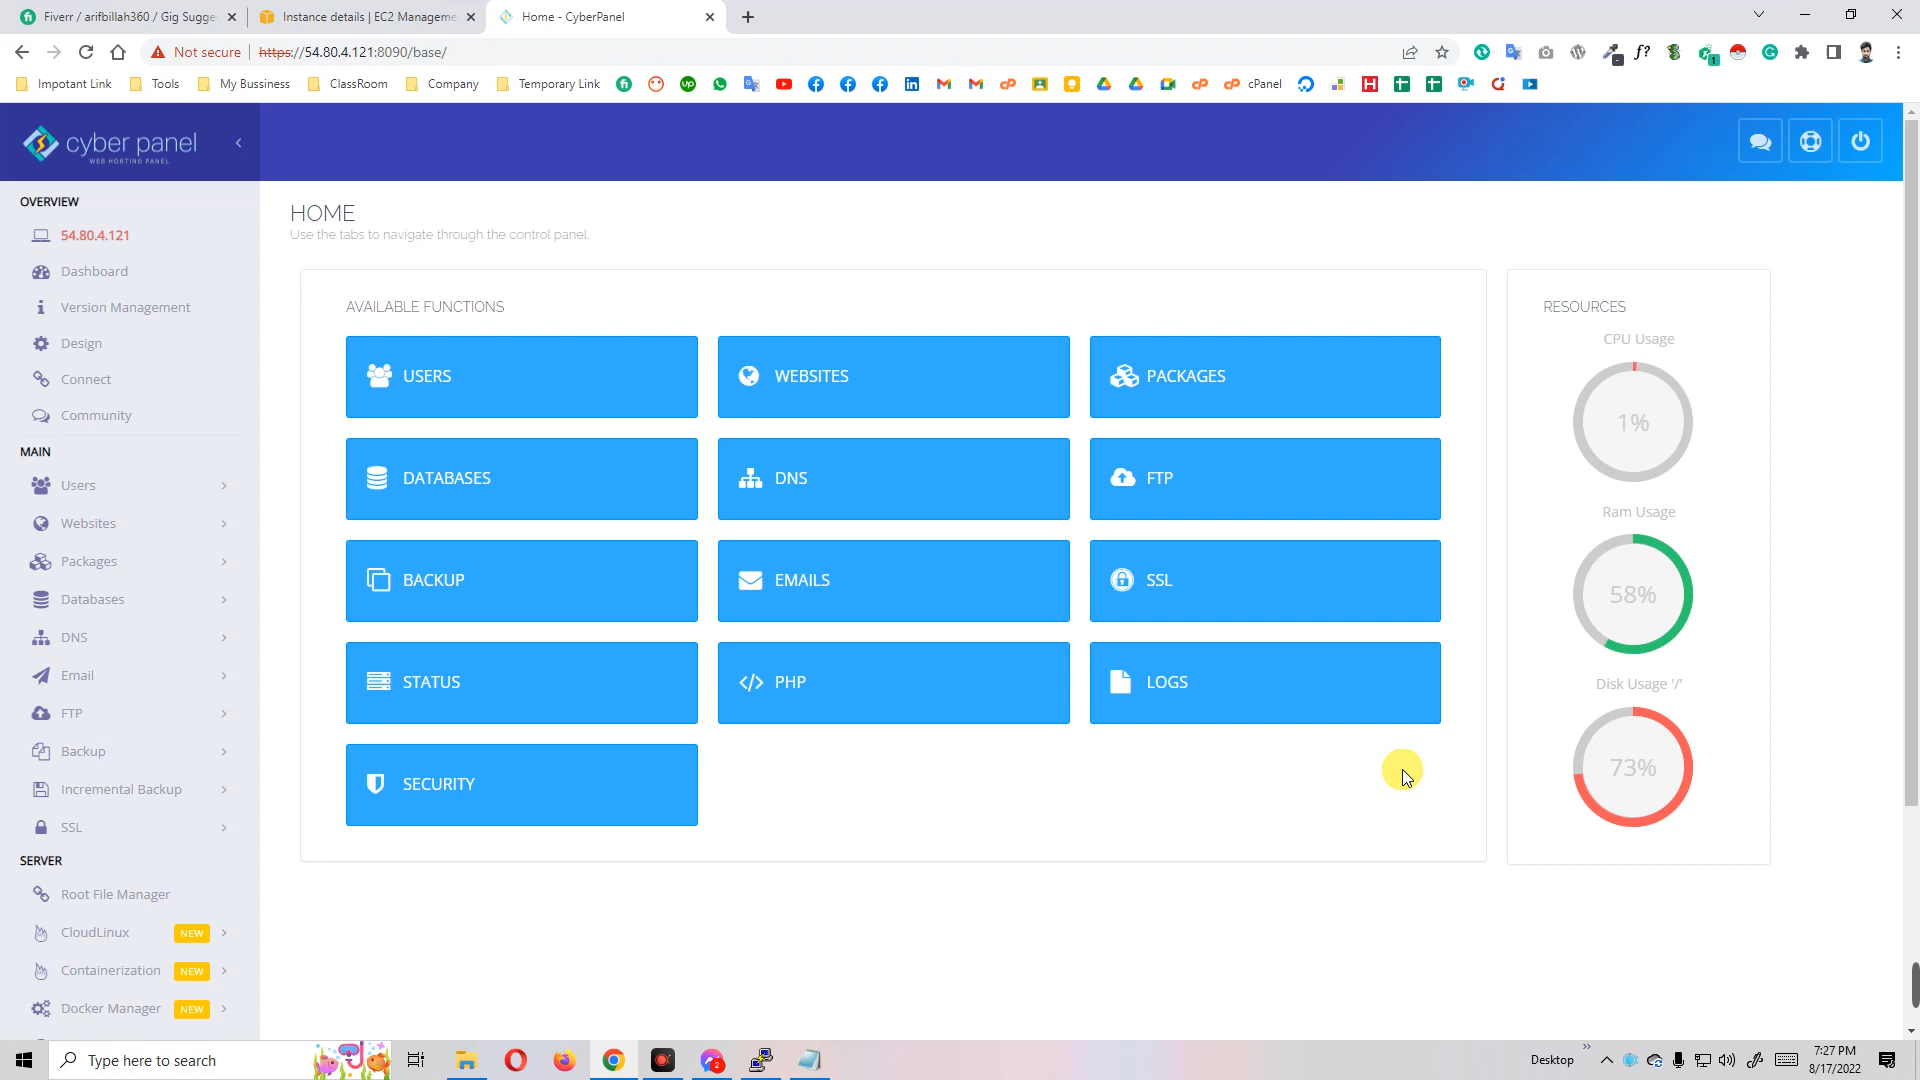 Fiverr / arifbillah360 / Gig Sugges
Instance details | EC2 Manageme
Home - CyberPanel
Not secure
https://54.80.4.121:8090/base/
Impotant Link
Tools
My Bussiness
ClassRoom
Company
Temporary Link
cPanel
cyber panel
WEB HOSTING PANEL
OVERVIEW
54.80.4.121
Dashboard
Version Management
Design
Connect
Community
MAIN
Users
Websites
Packages
Databases
DNS
Email
FTP
Backup
Incremental Backup
SSL
SERVER
Root File Manager
CloudLinux NEW
Containerization NEW
Docker Manager NEW
HOME
Use the tabs to navigate through the control panel.
AVAILABLE FUNCTIONS
USERS
WEBSITES
PACKAGES
DATABASES
DNS
FTP
BACKUP
EMAILS
SSL
STATUS
PHP
LOGS
SECURITY
RESOURCES
CPU Usage
1%
Ram Usage
58%
Disk Usage '/'
73%
Type here to search
2
Desktop
7:27 PM
8/17/2022